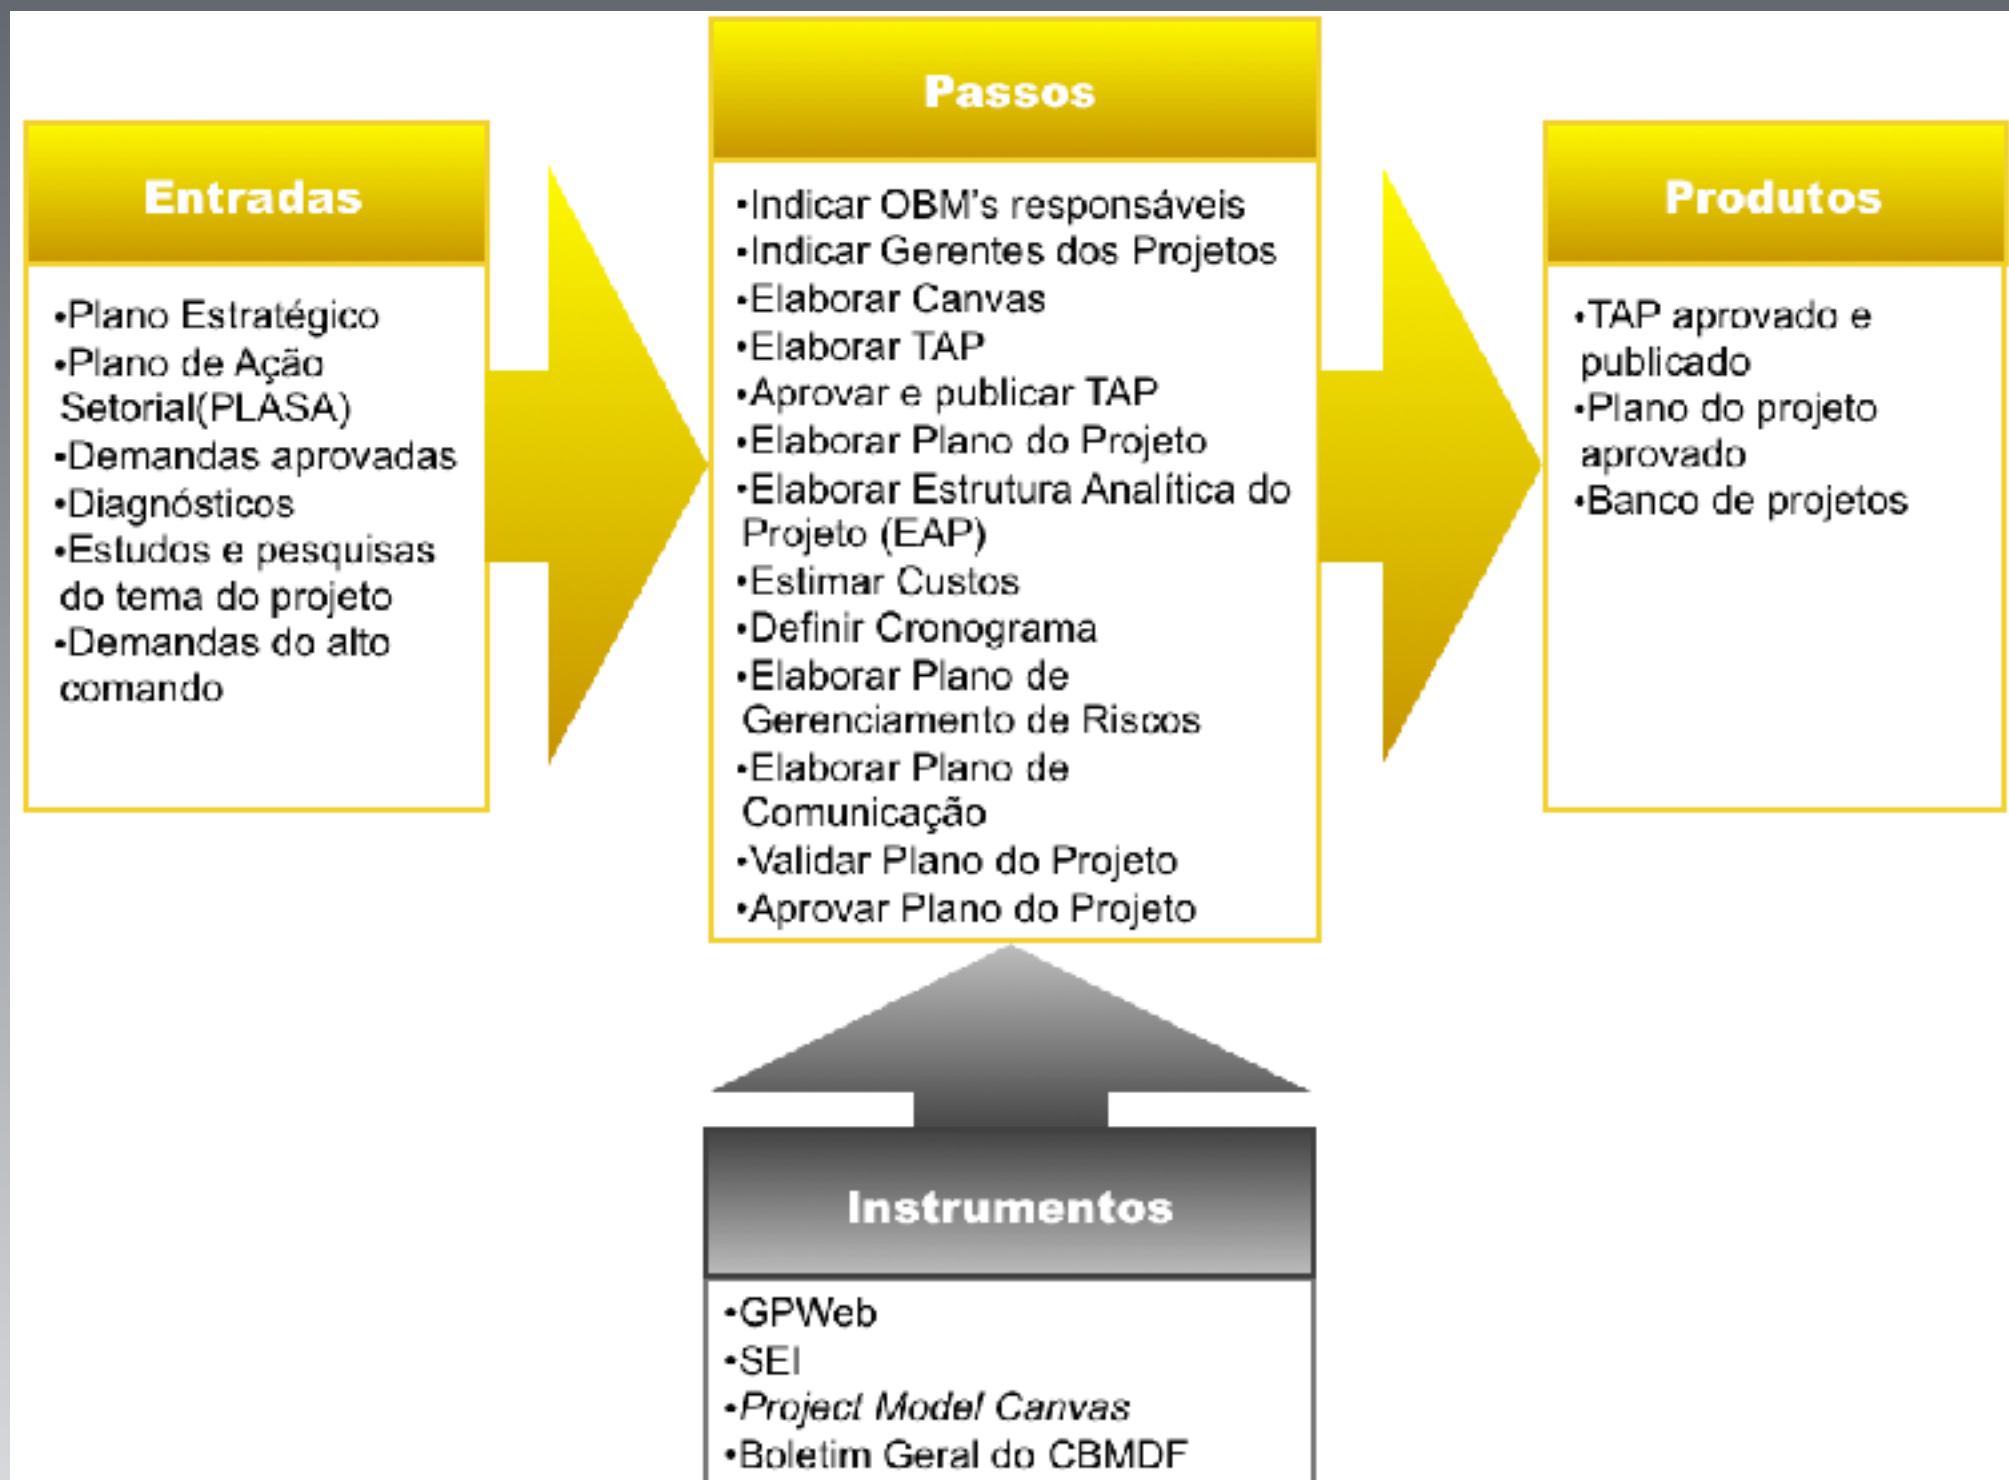 Passos
Entradas
Produtos
•Plano Estratégico
•Plano de Ação
Setorial(PLASA)
•Demandas aprovadas
•Diagnósticos
•Estudos e pesquisas
do tema do projeto
•Demandas do alto
comando
•Indicar OBM's responsáveis
•Indicar Gerentes dos Projetos
•Elaborar Canvas
•Elaborar TAP
•Aprovar e publicar TAP
•Elaborar Plano do Projeto
•Elaborar Estrutura Analítica do
Projeto (EAP)
•Estimar Custos
•Definir Cronograma
•Elaborar Plano de
Gerenciamento de Riscos
•Elaborar Plano de
Comunicação
•Validar Plano do Projeto
•Aprovar Plano do Projeto
•TAP aprovado e
publicado
•Plano do projeto
aprovado
•Banco de projetos
Instrumentos
•GPWeb
•SEI
•Project Model Canvas
•Boletim Geral do CBMDF